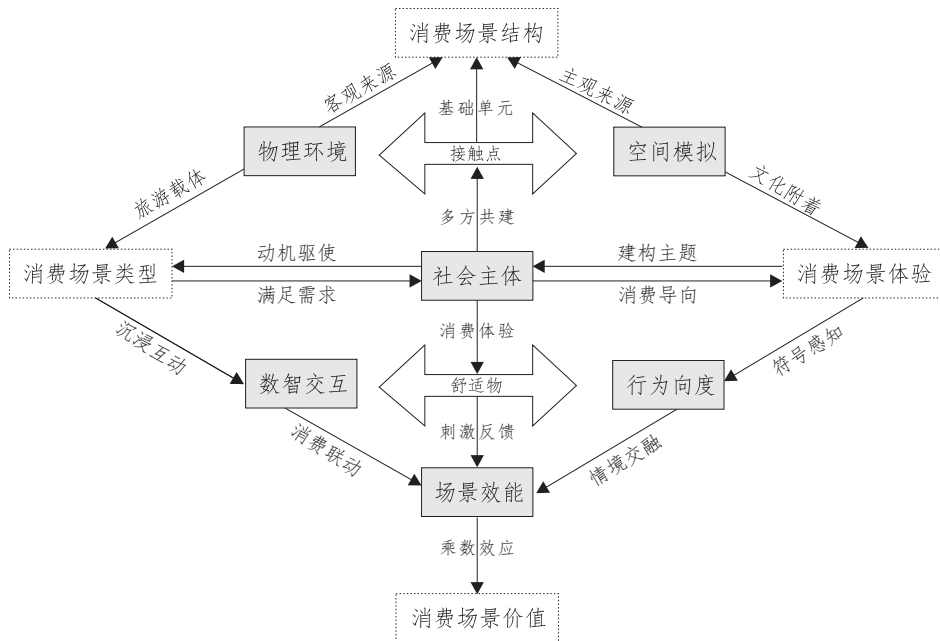 消费场景结构
客观来源
主观来源
基础单元
物理环境
接触点
空间模拟
旅游载体
文化附着
多方共建
动机驱使
建构主题
消费场景类型
社会主体
消费场景体验
满足需求
消费导向
沉浸互动
消费体验
符号感知
数智交互
舒适物
行为向度
消费联动
刺激反馈
情境交融
场景效能
乘数效应
消费场景价值